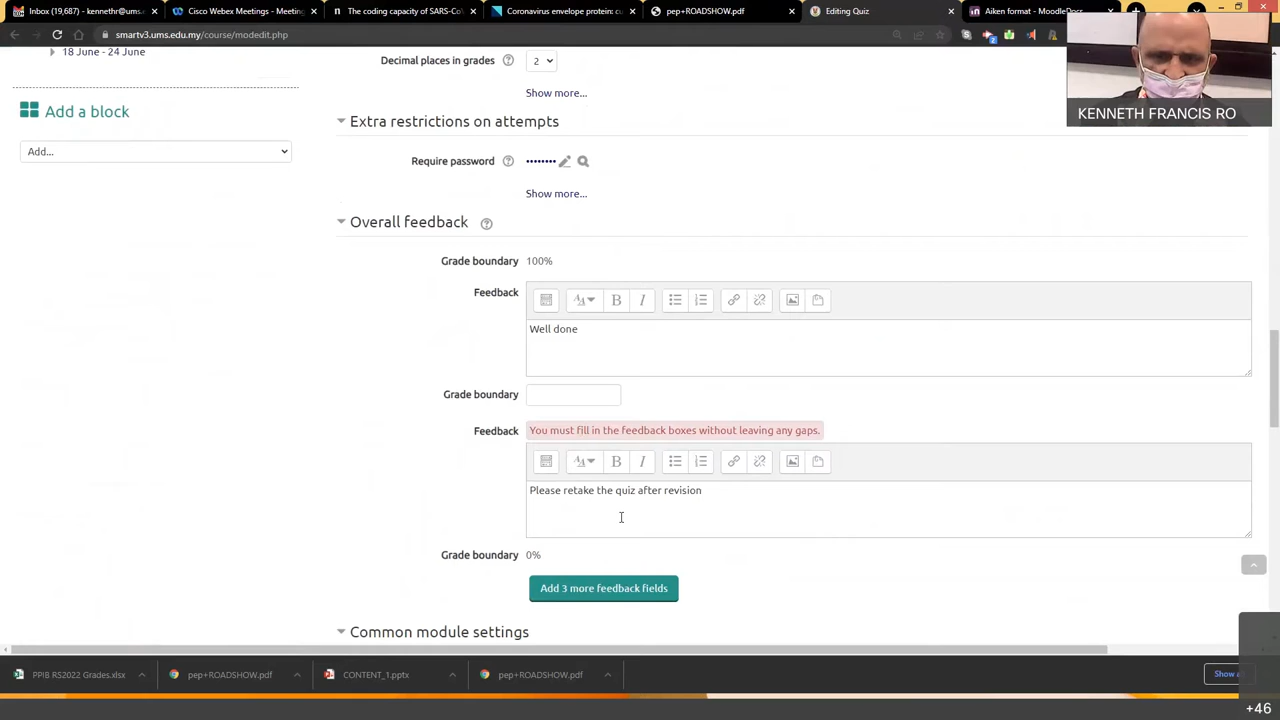 Inbox (19,687) - kenneth@ums.e
Cisco Webex Meetings - Meeting
The coding capacity of SARS-CoV
Coronavirus envelope protein: cu
pep+ROADSHOW.pdf
Editing Quiz
Aiken format - MoodleDocs
smartv3.ums.edu.my/course/modedit.php
18 June - 24 June
Add a block
Add...
Decimal places in grades
2
Show more...
Extra restrictions on attempts
Require password
Show more...
Overall feedback
Grade boundary 100%
Feedback
Well done
Grade boundary
Feedback You must fill in the feedback boxes without leaving any gaps.
Please retake the quiz after revision
Grade boundary 0%
Add 3 more feedback fields
Common module settings
KENNETH FRANCIS RO
PPIB RS2022 Grades.xlsx
pep+ROADSHOW.pdf
CONTENT_1.pptx
pep+ROADSHOW.pdf
Show
+46